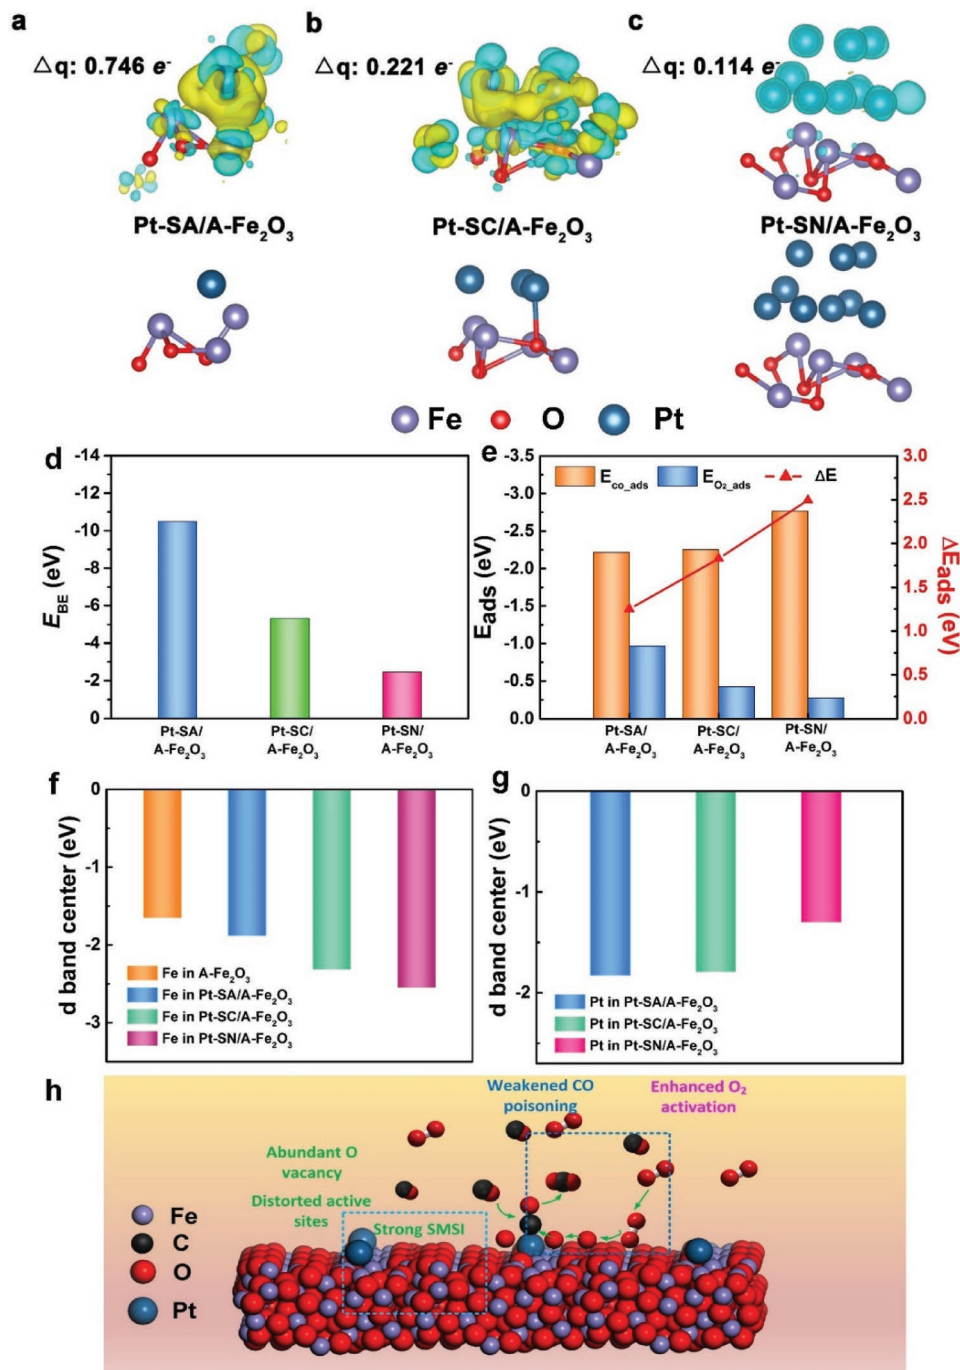 a
△q: 0.746 e⁻
Pt-SA/A-Fe₂O₃
b
△q: 0.221 e⁻
Pt-SC/A-Fe₂O₃
c
△q: 0.114 e⁻
Pt-SN/A-Fe₂O₃
Fe O Pt
d
-14
-12
-10
-8
-6
-4
-2
0
E_BE (eV)
Pt-SA/
A-Fe₂O₃
Pt-SC/
A-Fe₂O₃
Pt-SN/
A-Fe₂O₃
e
E_co_ads E_O₂_ads ΔE
-3.5
-3.0
-2.5
-2.0
-1.5
-1.0
-0.5
0.0
Eads (eV)
3.0
2.5
2.0
1.5
1.0
0.5
0.0
ΔEads (eV)
Pt-SA/
A-Fe₂O₃
Pt-SC/
A-Fe₂O₃
Pt-SN/
A-Fe₂O₃
f
0
-1
-2
-3
d band center (eV)
Fe in A-Fe₂O₃
Fe in Pt-SA/A-Fe₂O₃
Fe in Pt-SC/A-Fe₂O₃
Fe in Pt-SN/A-Fe₂O₃
g
0
-1
-2
d band center (eV)
Pt in Pt-SA/A-Fe₂O₃
Pt in Pt-SC/A-Fe₂O₃
Pt in Pt-SN/A-Fe₂O₃
h
Weakened CO
poisoning
Enhanced O₂
activation
Abundant O
vacancy
Distorted active
sites
Strong SMSI
Fe
C
O
Pt